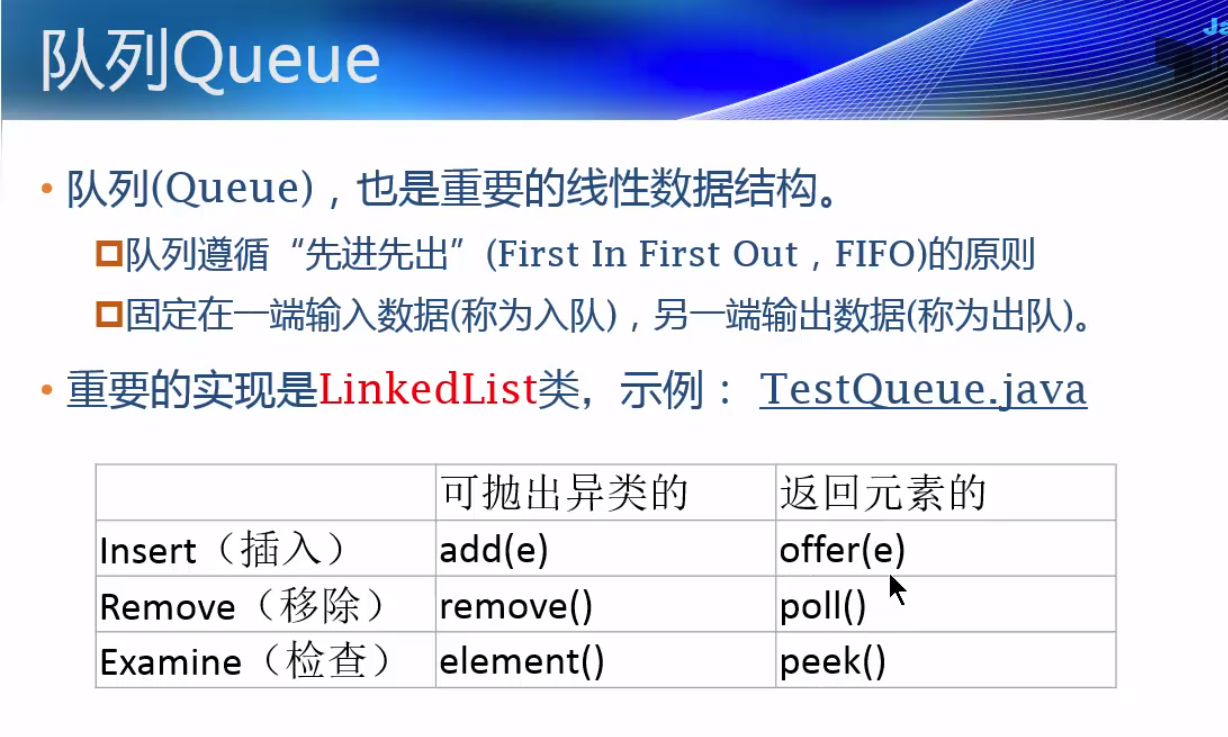 队列Queue
• 队列(Queue)，也是重要的线性数据结构。
队列遵循“先进先出”(First In First Out，FIFO)的原则
固定在一端输入数据(称为入队)，另一端输出数据(称为出队)。
• 重要的实现是LinkedList类，示例： TestQueue.java
可抛出异类的 返回元素的
Insert（插入） add(e) offer(e)
Remove（移除） remove() poll()
Examine（检查） element() peek()